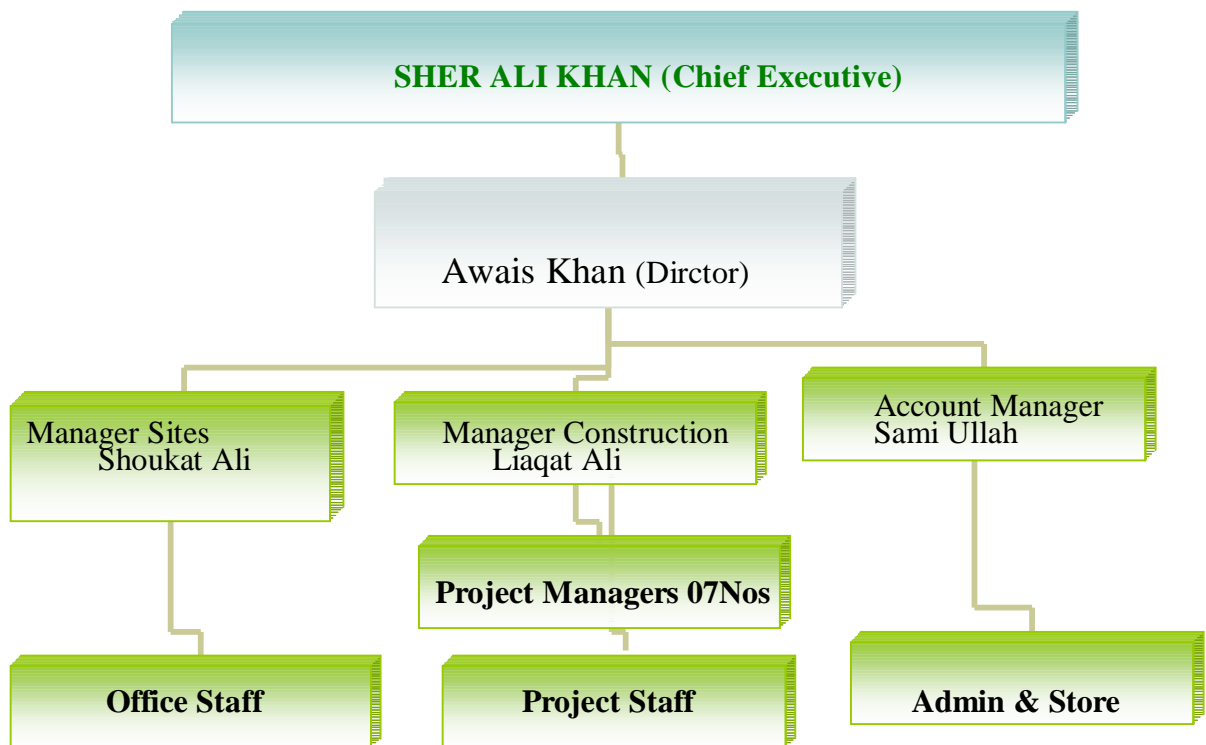 SHER ALI KHAN (Chief Executive)
Awais Khan (Dirctor)
Manager Sites
Shoukat Ali
Manager Construction
Liaqat Ali
Account Manager
Sami Ullah
Project Managers 07Nos
Office Staff
Project Staff
Admin & Store